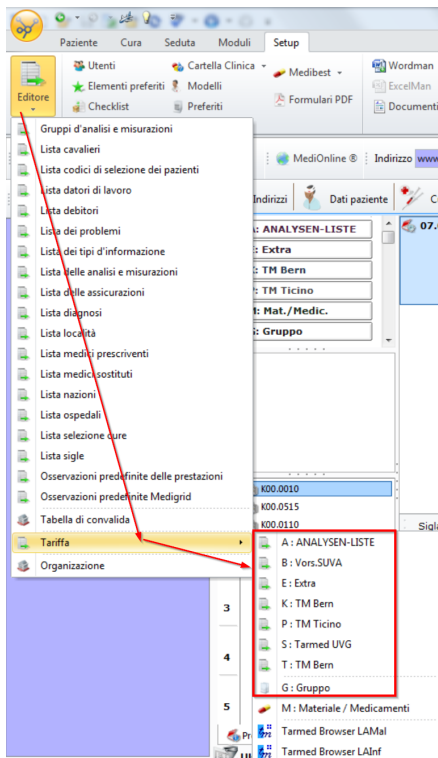 Paziente Cura Seduta Moduli Setup
Editore
Utenti
Elementi preferiti
Checklist
Cartella Clinica
Modelli
Preferiti
Medibest
Formulari PDF
Wordman
ExcelMan
Documenti
Gruppi d'analisi e misurazioni
Lista cavalieri
Lista codici di selezione dei pazienti
Lista datori di lavoro
Lista debitori
Lista dei problemi
Lista dei tipi d'informazione
Lista delle analisi e misurazioni
Lista delle assicurazioni
Lista diagnosi
Lista località
Lista medici prescriventi
Lista medici sostituti
Lista nazioni
Lista ospedali
Lista selezione cure
Lista sigle
Osservazioni predefinite delle prestazioni
Osservazioni predefinite Medigrid
Tabella di convalida
Tariffa
Organizzazione
MediOnline ® Indirizzo www
Indirizzi Dati paziente C
: ANALYSEN-LISTE
: Extra
: TM Bern
: TM Ticino
: Mat./Medic.
: Gruppo
07.
K00.0010
K00.0515
K00.0110
Sigla
A : ANALYSEN-LISTE
B : Vors.SUVA
E : Extra
K : TM Bern
P : TM Ticino
S : Tarmed UVG
T : TM Bern
G : Gruppo
M : Materiale / Medicamenti
Tarmed Browser LAMal
Tarmed Browser LAInf
3
4
5
Pr